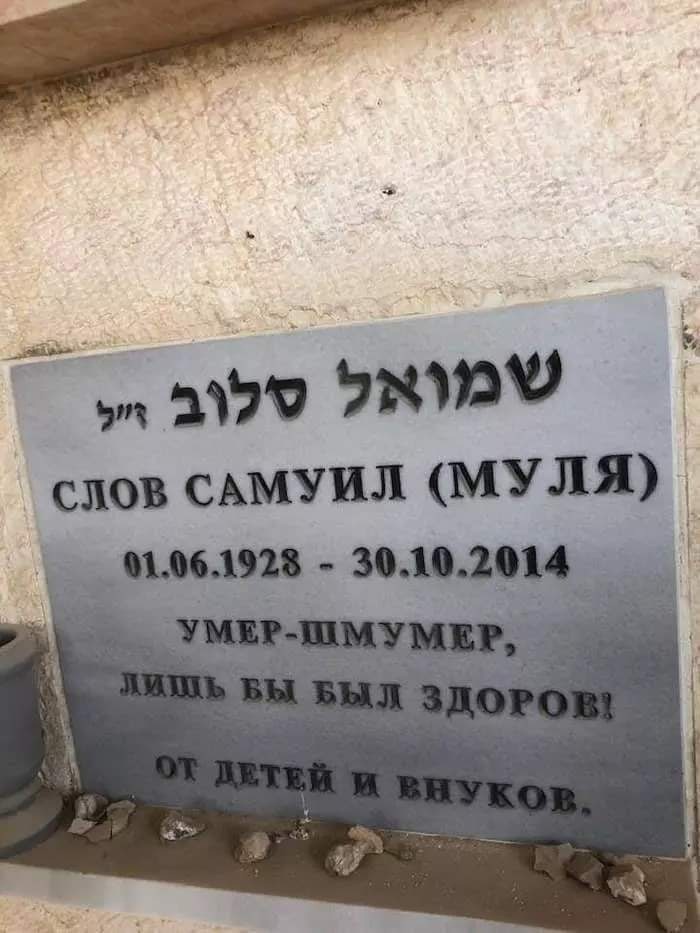 שמואל סלוב ז״ל
СЛОВ САМУИЛ (МУЛЯ)
01.06.1928 - 30.10.2014
УМЕР-ШМУМЕР,
ЛИШЬ БЫ БЫЛ ЗДОРОВ!
ОТ ДЕТЕЙ И ВНУКОВ.